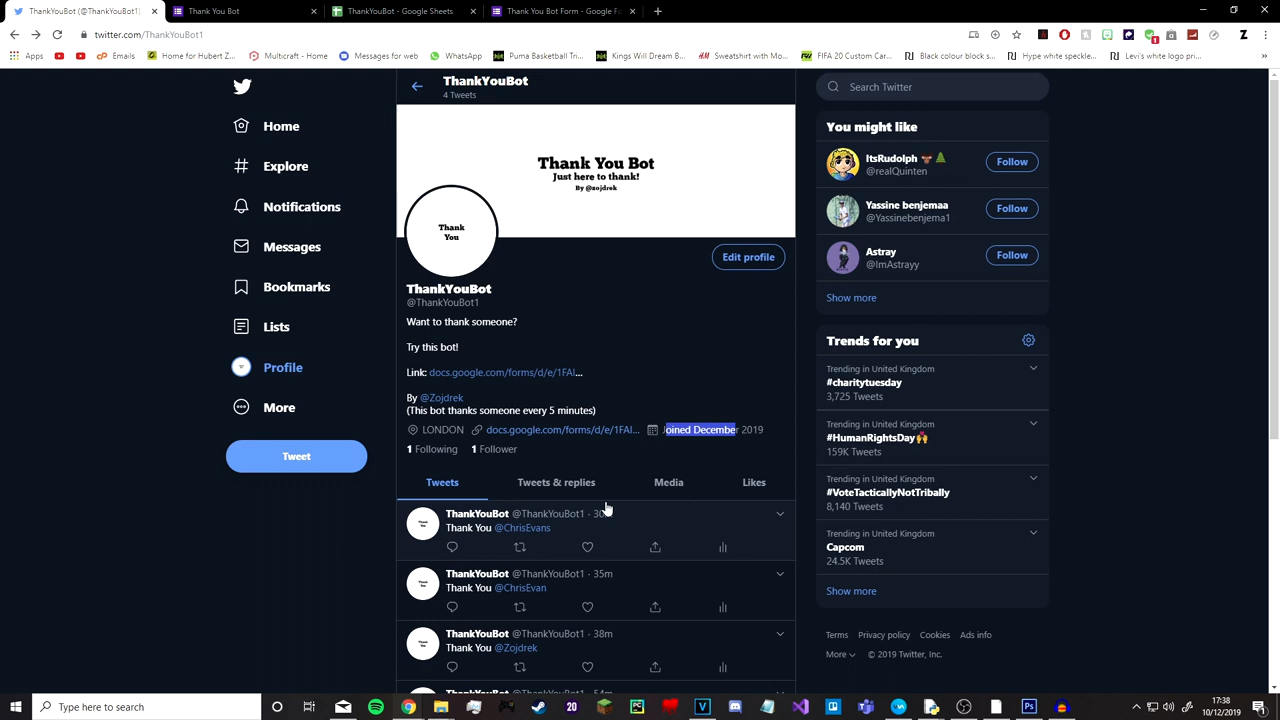 ThankYouBot (@ThankYouBot1)
Thank You Bot
ThankYouBot - Google Sheets
Thank You Bot Form - Google Fo
twitter.com/ThankYouBot1
Apps
Emails
Home for Hubert Z...
Multcraft - Home
Messages for web
WhatsApp
Puma Basketball Tri...
Kings Will Dream B...
Sweatshirt with Mo...
FIFA 20 Custom Car...
Black colour block s...
Hype white speckle...
Levi's white logo pri...
ThankYouBot
4 Tweets
Search Twitter
Home
Explore
Notifications
Messages
Bookmarks
Lists
Profile
More
Tweet
Thank You Bot
Just here to thank!
By @zojdrek
Thank
You
Edit profile
ThankYouBot
@ThankYouBot1
Want to thank someone?
Try this bot!
Link: docs.google.com/forms/d/e/1FAI...
By @Zojdrek
(This bot thanks someone every 5 minutes)
LONDON docs.google.com/forms/d/e/1FAI... Joined December 2019
1 Following 1 Follower
Tweets Tweets & replies Media Likes
ThankYouBot @ThankYouBot1 · 30
Thank You @ChrisEvans
ThankYouBot @ThankYouBot1 · 35m
Thank You @ChrisEvan
ThankYouBot @ThankYouBot1 · 38m
Thank You @Zojdrek
ThankYouBot @ThankYouBot1 · 54m
You might like
ItsRudolph
@realQuinten
Follow
Yassine benjemaa
@Yassinebenjema1
Follow
Astray
@ImAstrayy
Follow
Show more
Trends for you
Trending in United Kingdom
#charitytuesday
3,725 Tweets
Trending in United Kingdom
#HumanRightsDay
159K Tweets
Trending in United Kingdom
#VoteTacticallyNotTribally
8,140 Tweets
Trending in United Kingdom
Capcom
24.5K Tweets
Show more
Terms Privacy policy Cookies Ads info
More © 2019 Twitter, Inc.
Type here to search
17:38
10/12/2019